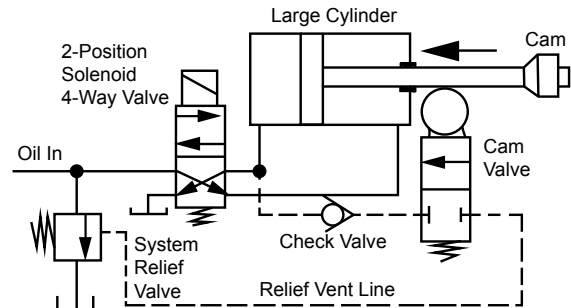 Large Cylinder
Cam
2-Position
Solenoid
4-Way Valve
Cam
Valve
Oil In
Check Valve
System
Relief
Valve
Relief Vent Line